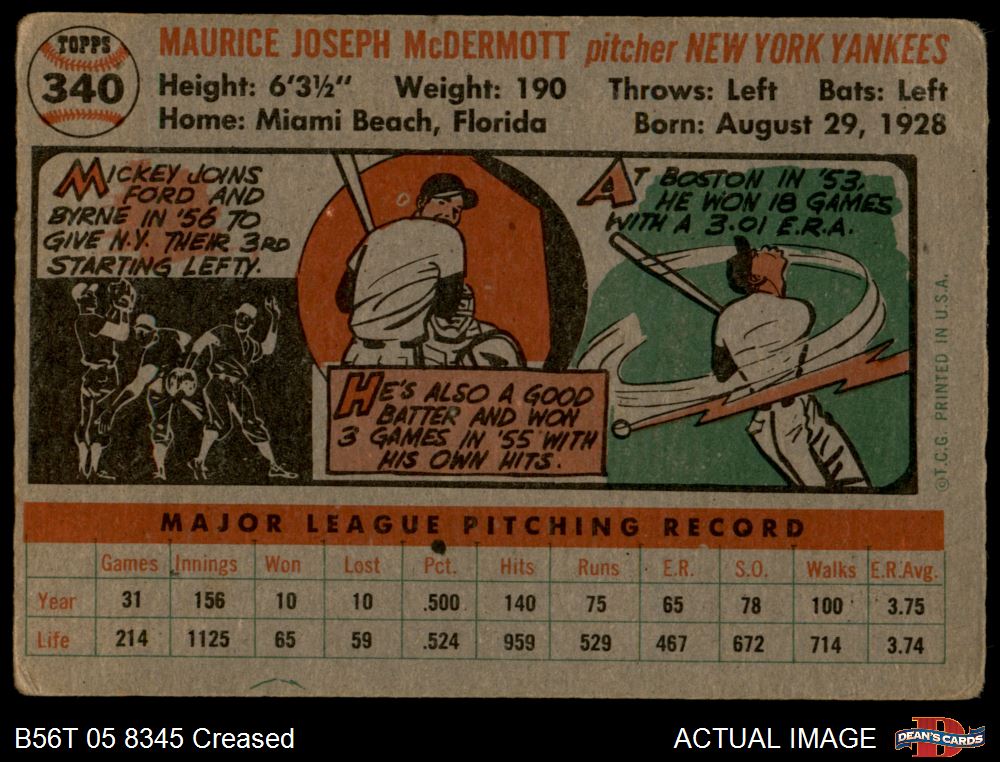 TOPPS
340
MAURICE JOSEPH McDERMOTT pitcher NEW YORK YANKEES
Height: 6'3½" Weight: 190 Throws: Left Bats: Left
Home: Miami Beach, Florida Born: August 29, 1928
MICKEY JOINS
FORD AND
BYRNE IN '56 TO
GIVE N.Y. THEIR 3RD
STARTING LEFTY.
HE'S ALSO A GOOD
BATTER AND WON
3 GAMES IN '55 WITH
HIS OWN HITS.
AT BOSTON IN '53,
HE WON 18 GAMES
WITH A 3.01 E.R.A.
©T.C.G. PRINTED IN U.S.A.
MAJOR LEAGUE PITCHING RECORD
Games Innings Won Lost Pct. Hits Runs E.R. S.O. Walks E.R.Avg.
Year 31 156 10 10 .500 140 75 65 78 100 3.75
Life 214 1125 65 59 .524 959 529 467 672 714 3.74
B56T 05 8345 Creased ACTUAL IMAGE DEAN'S CARDS